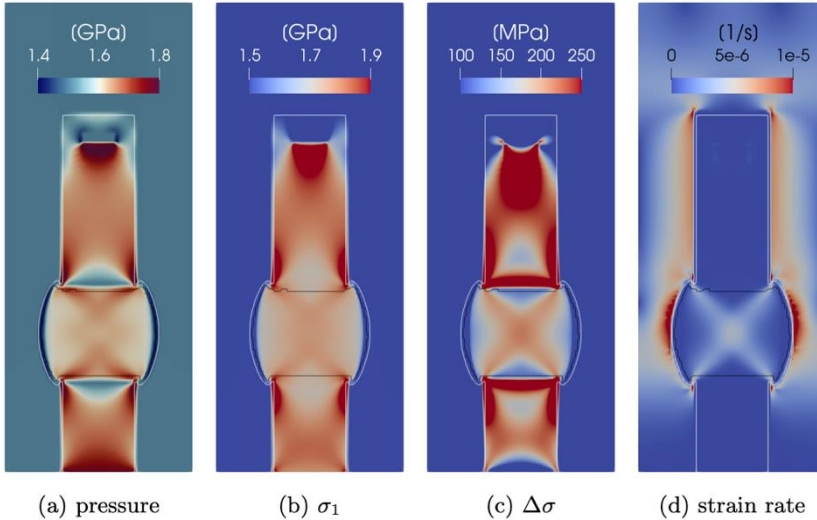 (GPa)
1.4 1.6 1.8
(GPa)
1.5 1.7 1.9
(MPa)
100 150 200 250
(1/s)
0 5e-6 1e-5
(a) pressure
(b) σ₁
(c) Δσ
(d) strain rate